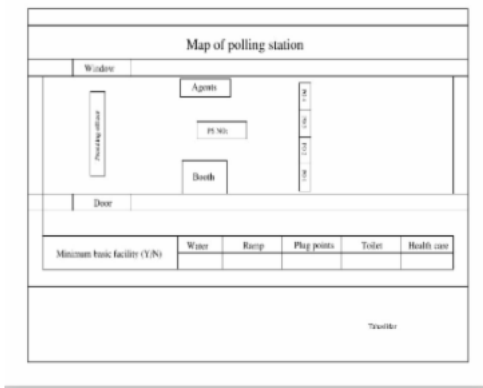 Map of polling station
Window
Agents
Presiding officer
PS NO:
Booth
Door
Minimum basic facility (Y/N)
Water
Ramp
Plug points
Toilet
Health care